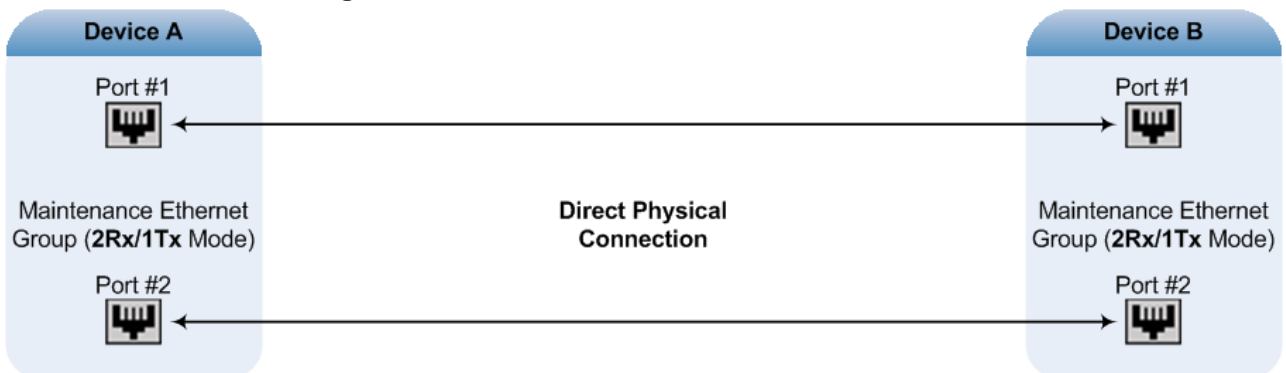 Device A
Device B
Port #1
Port #1
Maintenance Ethernet
Group (2Rx/1Tx Mode)
Direct Physical
Connection
Maintenance Ethernet
Group (2Rx/1Tx Mode)
Port #2
Port #2